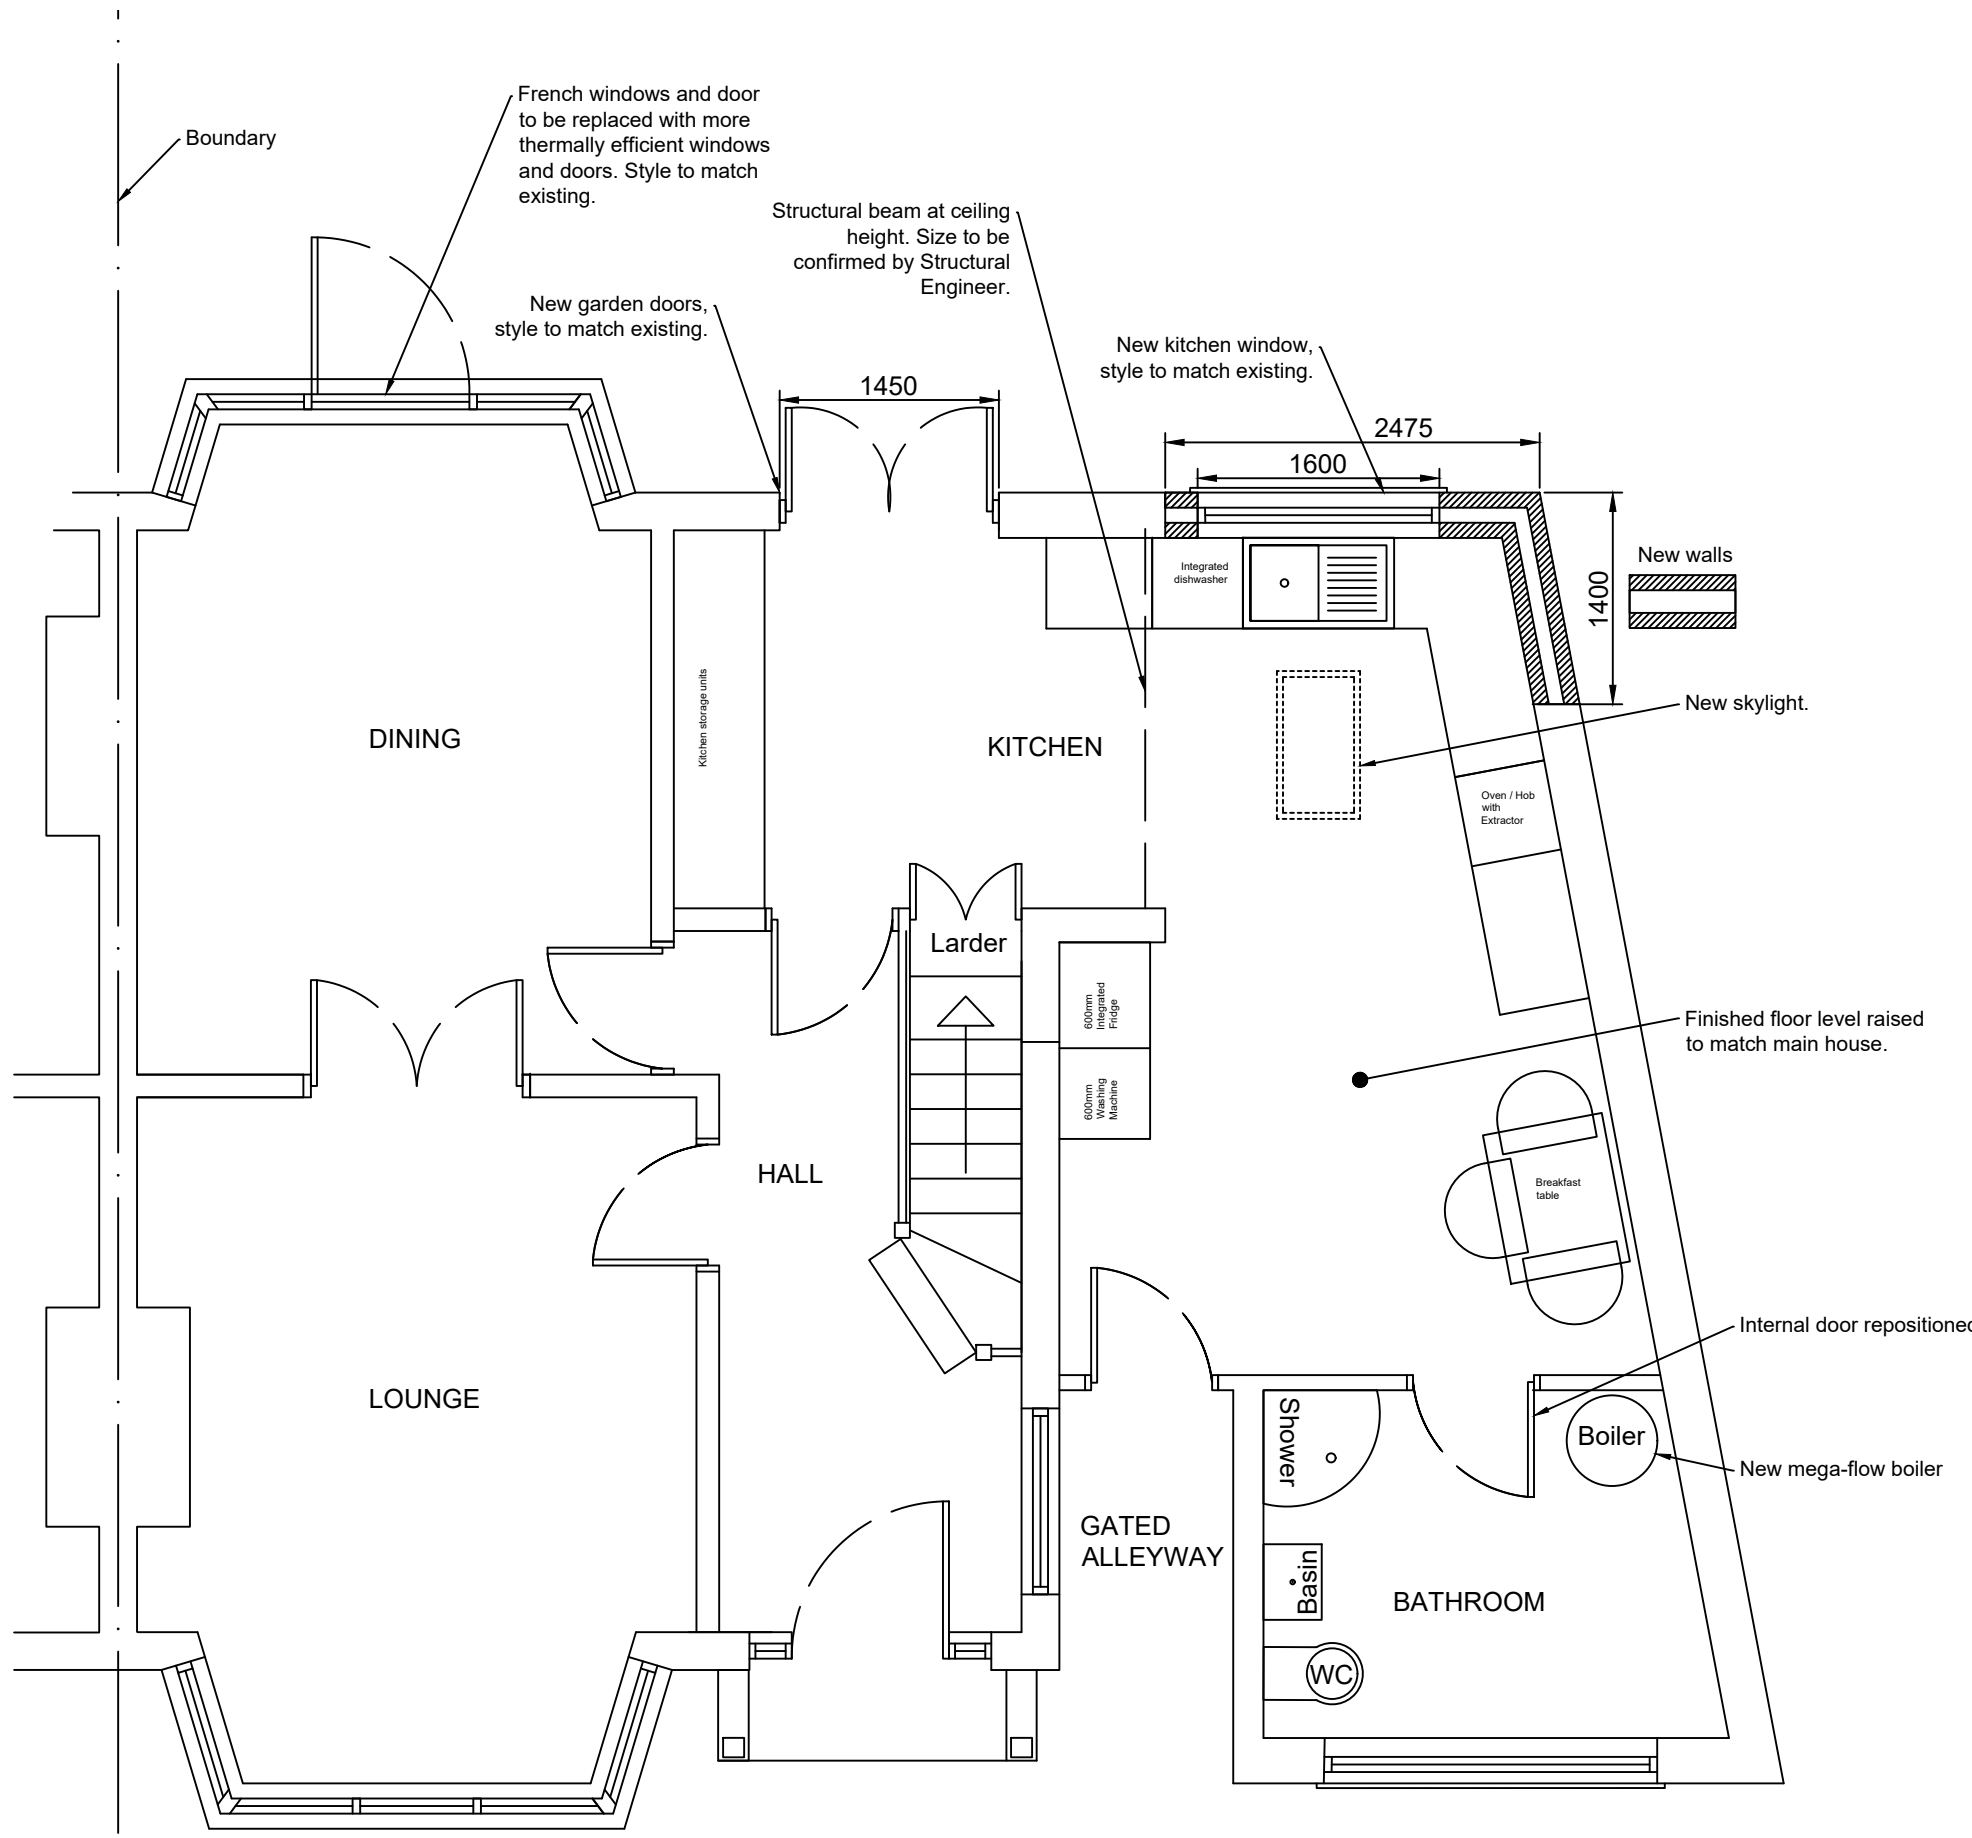 French windows and door
to be replaced with more
thermally efficient windows
and doors. Style to match
existing.
Boundary
Structural beam at ceiling
height. Size to be
confirmed by Structural
Engineer.
New garden doors,
style to match existing.
New kitchen window,
style to match existing.
1450
2475
1600
1400
New walls
Integrated
dishwasher
Kitchen storage units
New skylight.
DINING
KITCHEN
Oven / Hob
with
Extractor
Larder
600mm
Integrated
Fridge
Finished floor level raised
to match main house.
600mm
Washing
Machine
HALL
Breakfast
table
Internal door repositioned
LOUNGE
Shower
Boiler
New mega-flow boiler
GATED
ALLEYWAY
Basin
BATHROOM
WC